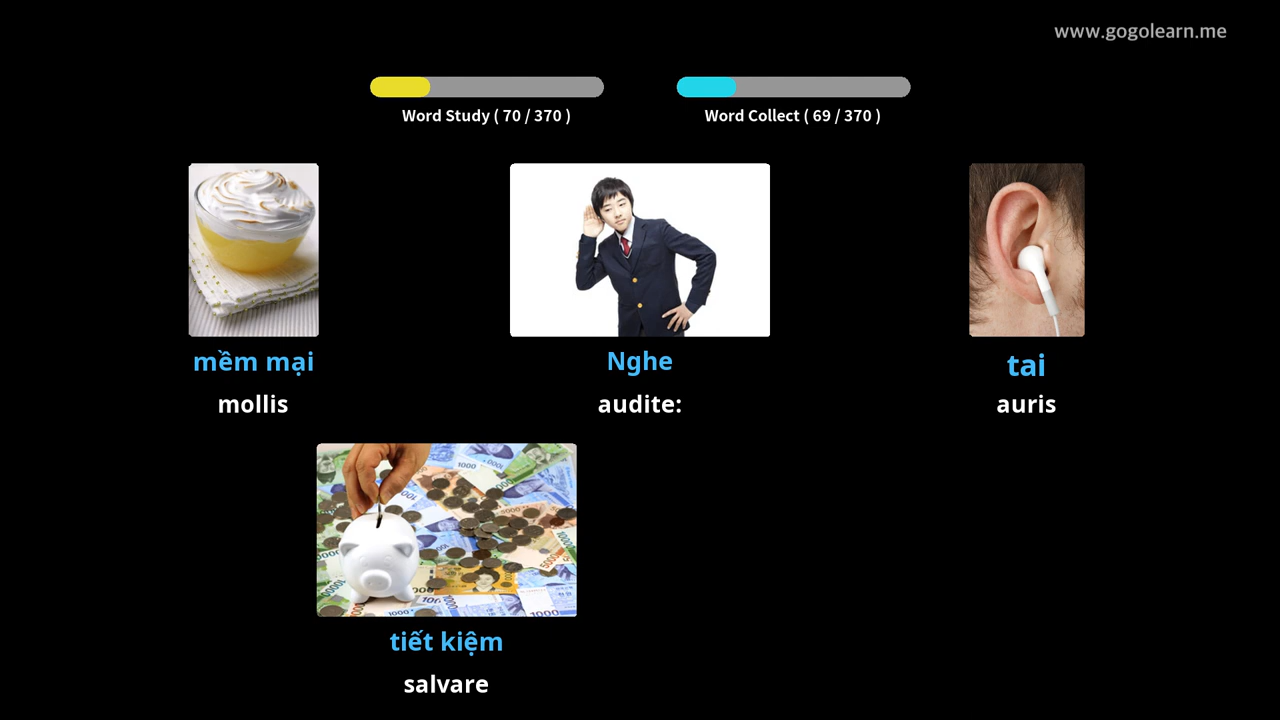 www.gogolearn.me
Word Study ( 70 / 370 )
Word Collect ( 69 / 370 )
mềm mại
mollis
Nghe
audite:
tai
auris
tiết kiệm
salvare